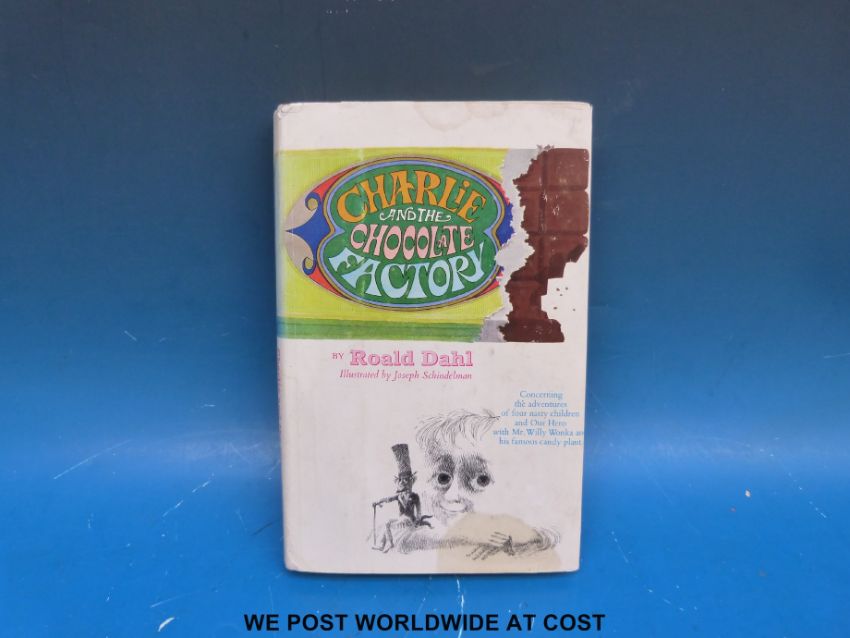 CHARLIE
AND THE
CHOCOLATE
FACTORY
BY Roald Dahl
Illustrated by Joseph Schindelman
Concerning
the adventures
of four nasty children
and Our Hero
with Mr. Willy Wonka and
his famous candy plant.
WE POST WORLDWIDE AT COST